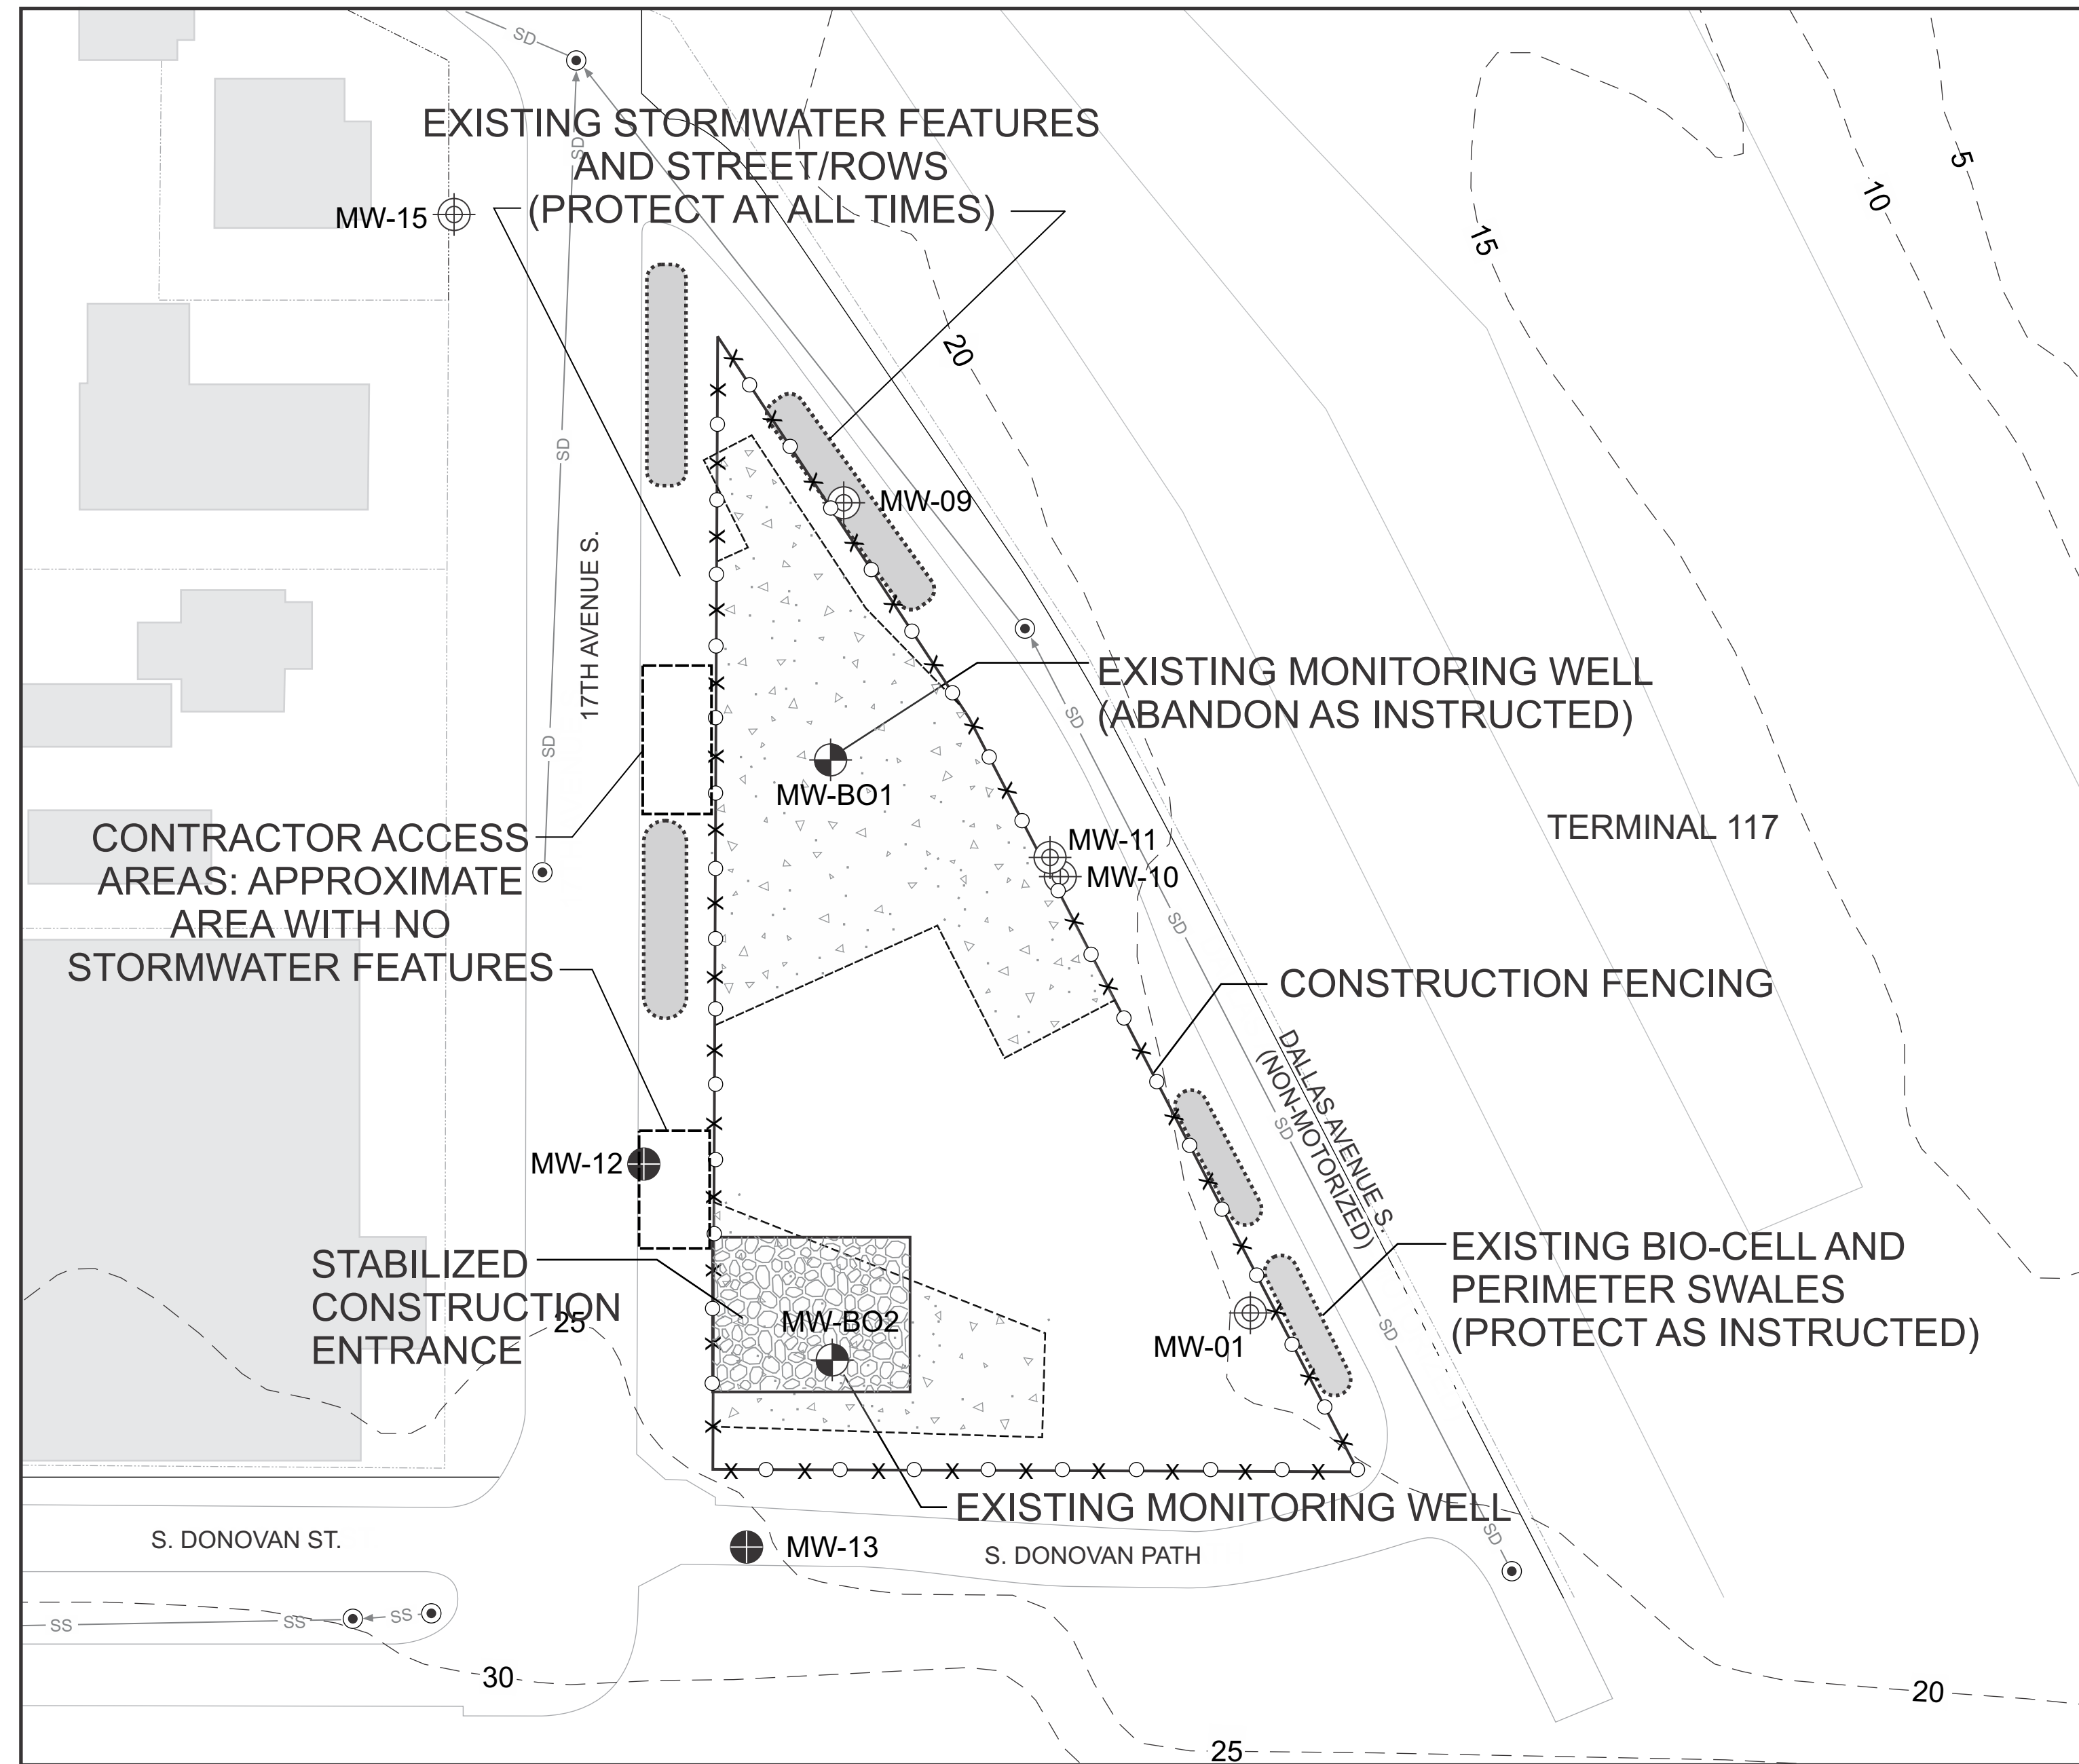 SD
EXISTING STORMWATER FEATURES
AND STREET/ROWS
(PROTECT AT ALL TIMES)
SD
MW-15
5
10
15
20
SD
MW-09
17TH AVENUE S.
EXISTING MONITORING WELL
(ABANDON AS INSTRUCTED)
SD
SD
MW-BO1
TERMINAL 117
CONTRACTOR ACCESS
AREAS: APPROXIMATE
AREA WITH NO
STORMWATER FEATURES
MW-11
MW-10
SD
CONSTRUCTION FENCING
DALLAS AVENUE S.
(NON-MOTORIZED)
SD
MW-12
STABILIZED
CONSTRUCTION
ENTRANCE
25
MW-BO2
MW-01
SD
EXISTING BIO-CELL AND
PERIMETER SWALES
(PROTECT AS INSTRUCTED)
EXISTING MONITORING WELL
S. DONOVAN ST.
MW-13
S. DONOVAN PATH
SD
SS
SS
SS
30
20
25